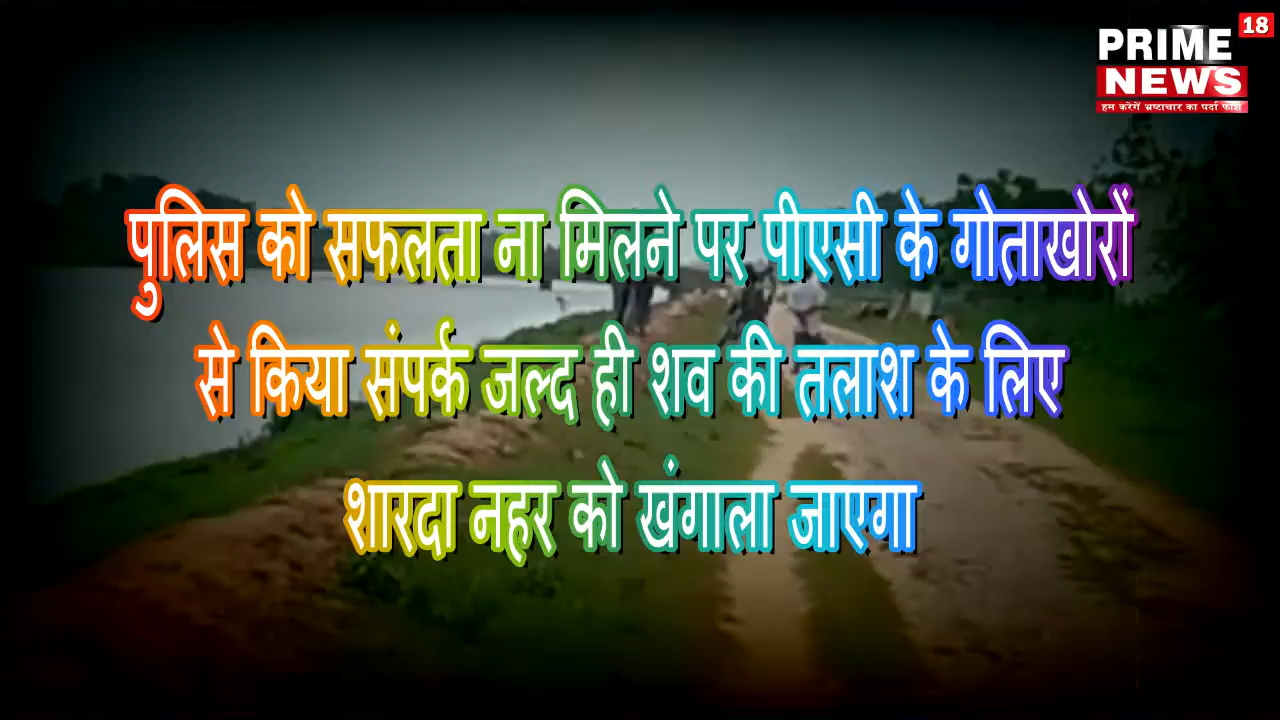 PRIME 18
NEWS
हम करेगें भ्रष्टाचार का पर्दा फाश
पुलिस को सफलता ना मिलने पर पीएसी के गोताखोरों
से किया संपर्क जल्द ही शव की तलाश के लिए
शारदा नहर को खंगाला जाएगा